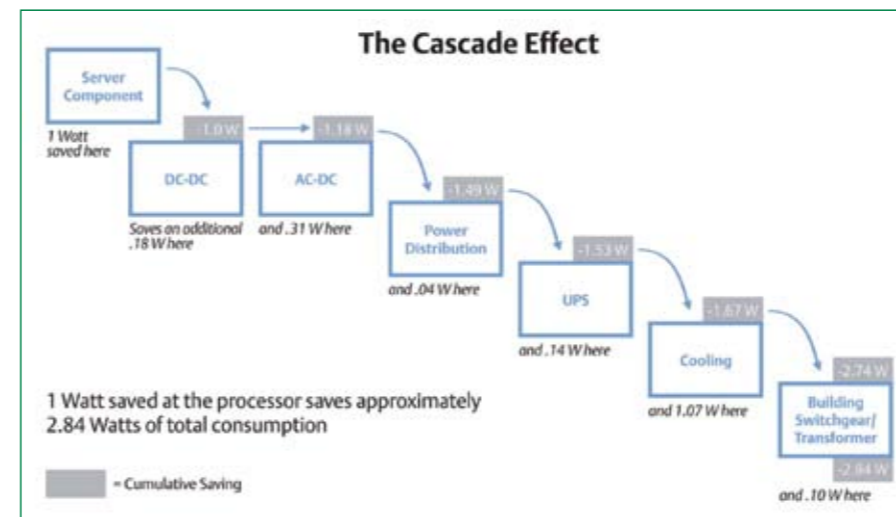 The Cascade Effect
Server
Component
1 Watt
saved here
-1.0 W
DC-DC
Saves an additional
.18 W here
-1.18 W
AC-DC
and .31 W here
-1.49 W
Power
Distribution
and .04 W here
-1.53 W
UPS
and .14 W here
-1.67 W
Cooling
and 1.07 W here
-2.74 W
Building
Switchgear/
Transformer
-2.84 W
and .10 W here
1 Watt saved at the processor saves approximately
2.84 Watts of total consumption
= Cumulative Saving